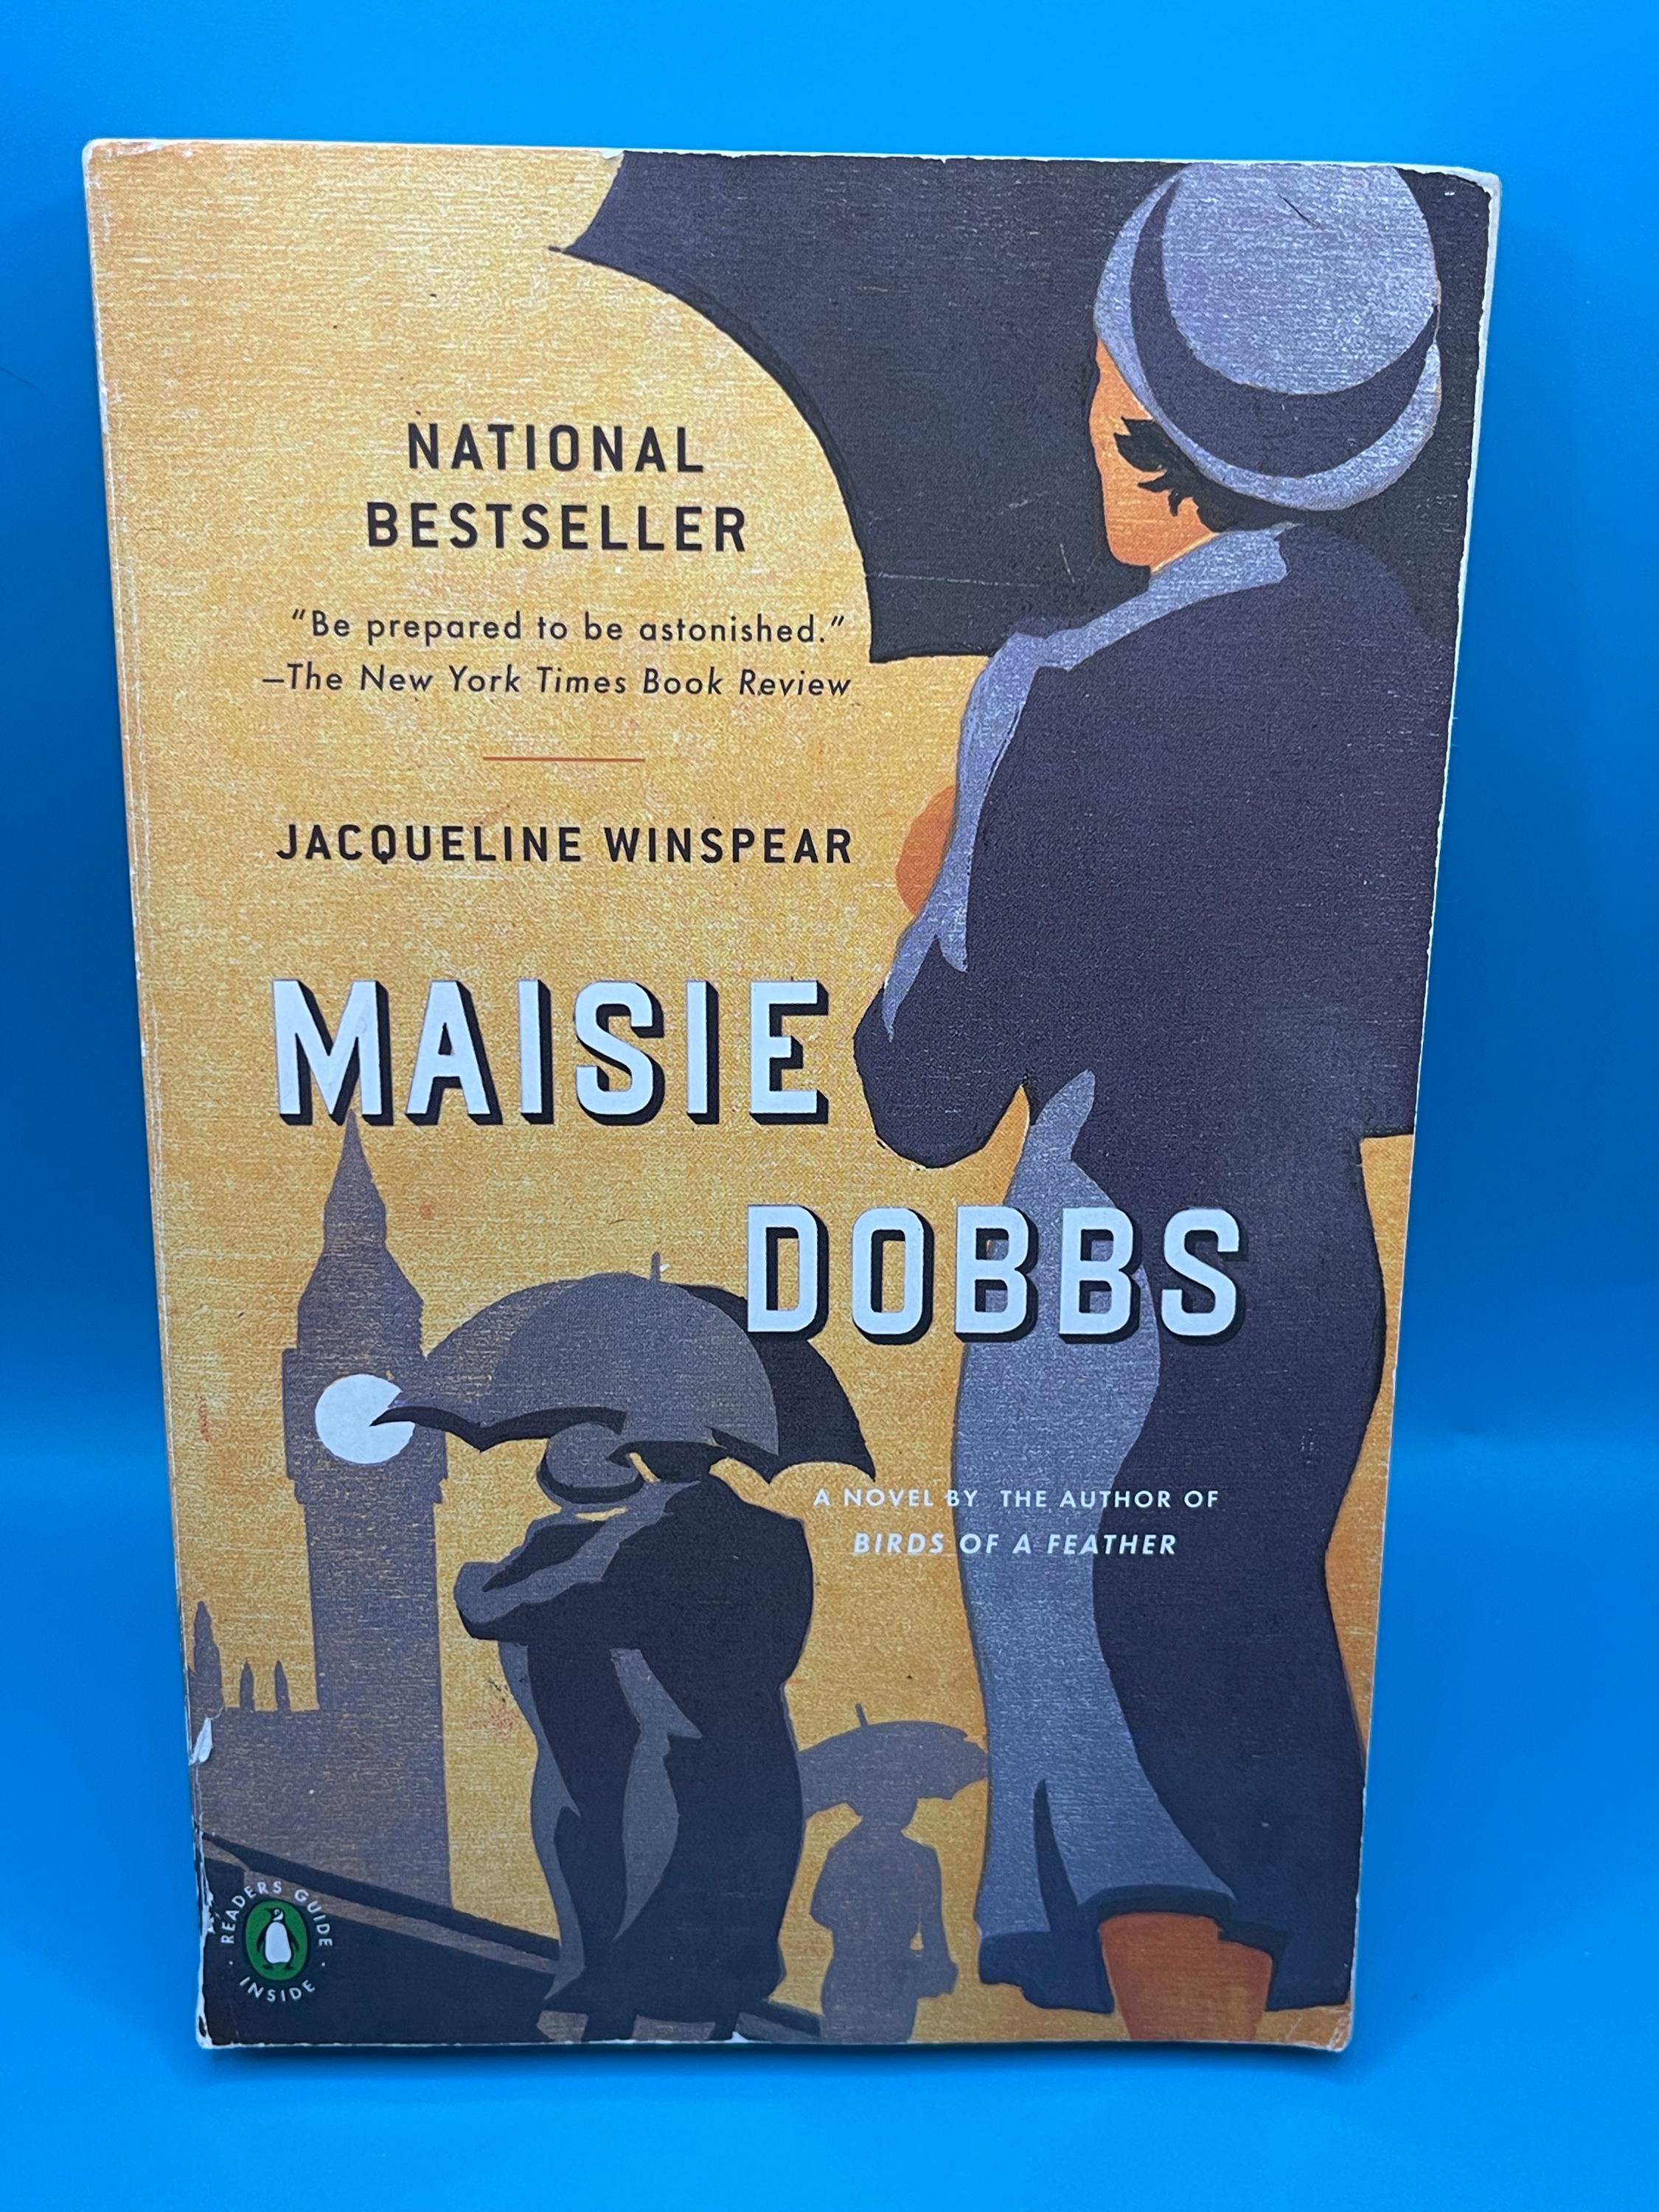 NATIONAL
BESTSELLER
“Be prepared to be astonished.”
—The New York Times Book Review
JACQUELINE WINSPEAR
MAISIE
DOBBS
A NOVEL BY THE AUTHOR OF
BIRDS OF A FEATHER
READERS GUIDE
· INSIDE ·